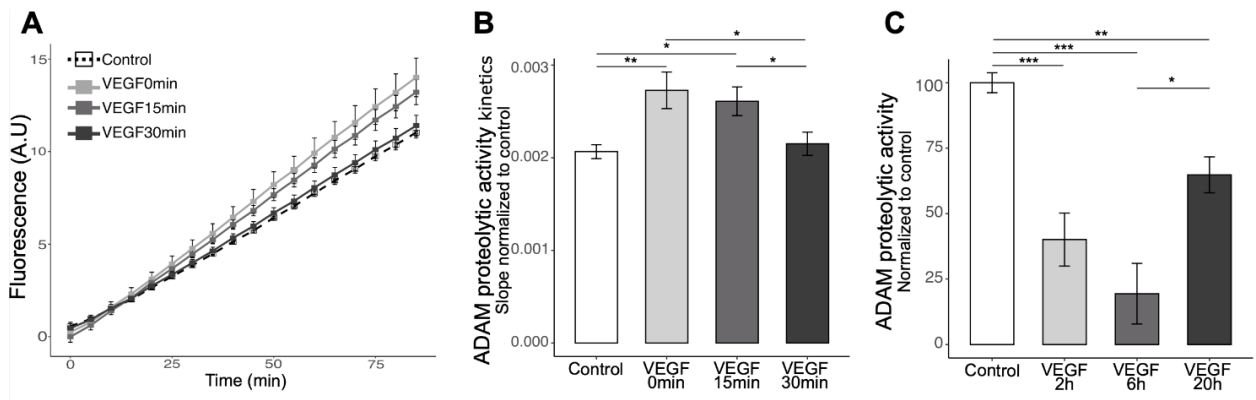 A
Fluorescence (A.U)
15
10
5
0
Control
VEGF0min
VEGF15min
VEGF30min
0
25
50
75
Time (min)
B
ADAM proteolytic activity kinetics
Slope normalized to control
0.003
0.002
0.001
0.000
*
*
**
*
Control
VEGF
0min
VEGF
15min
VEGF
30min
C
ADAM proteolytic activity
Normalized to control
100
75
50
25
0
**
***
***
*
Control
VEGF
2h
VEGF
6h
VEGF
20h